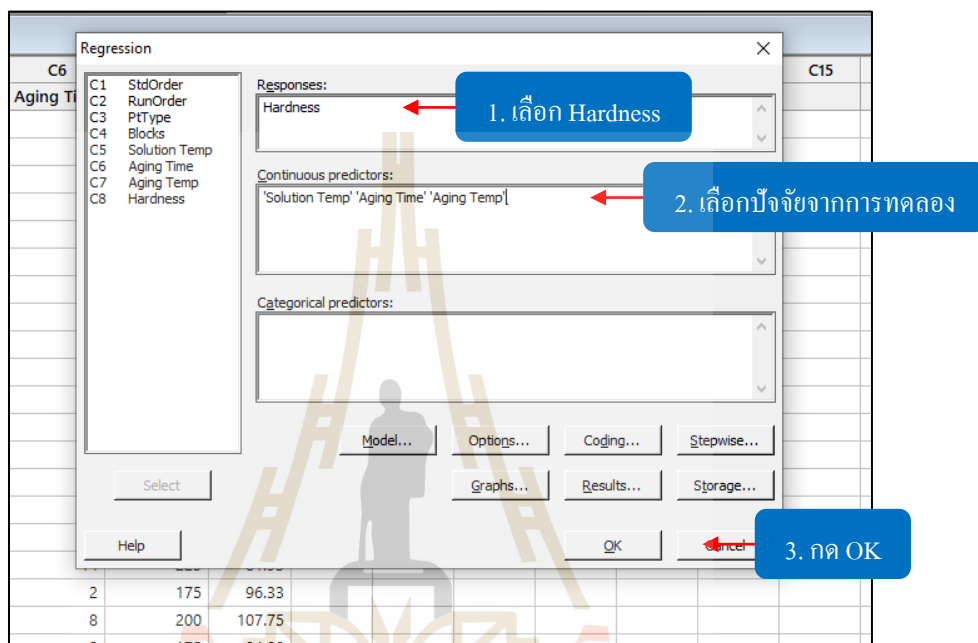 Regression
C6
C15
Aging Ti
C1 StdOrder
C2 RunOrder
C3 PtType
C4 Blocks
C5 Solution Temp
C6 Aging Time
C7 Aging Temp
C8 Hardness
Responses:
Hardness
1. เลือก Hardness
Continuous predictors:
'Solution Temp' 'Aging Time' 'Aging Temp'
2. เลือกปัจจัยจากการทดลอง
Categorical predictors:
Model... Options... Coding... Stepwise...
Select Graphs... Results... Storage...
Help OK Cancel
3. กด OK
2 175 96.33
8 200 107.75